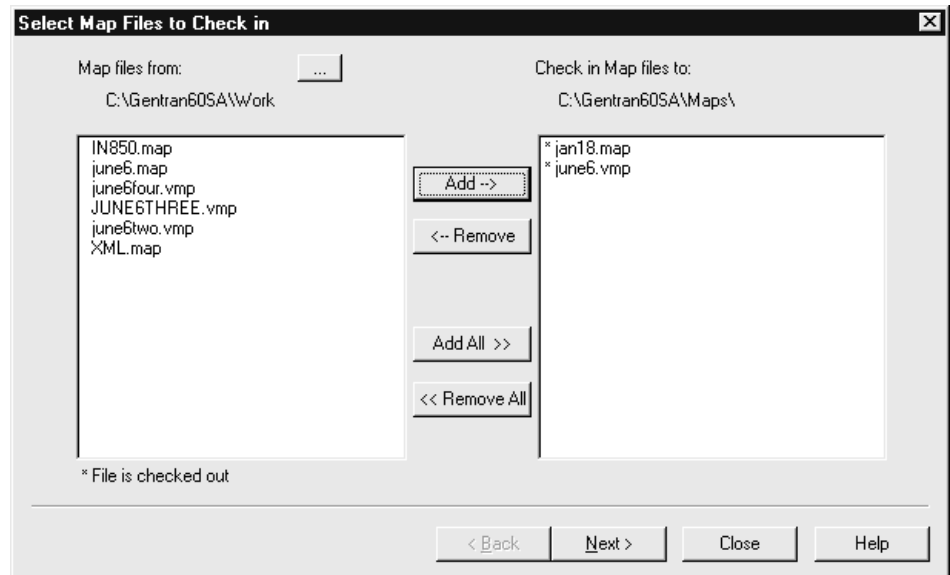 Select Map Files to Check in
Map files from:
...
C:\Gentran60SA\Work
IN850.map
june6.map
june6four.vmp
JUNE6THREE.vmp
june6two.vmp
XML.map
* File is checked out
Add -->
<-- Remove
Add All >>
<< Remove All
Check in Map files to:
C:\Gentran60SA\Maps\
* jan18.map
* june6.vmp
< Back
Next >
Close
Help